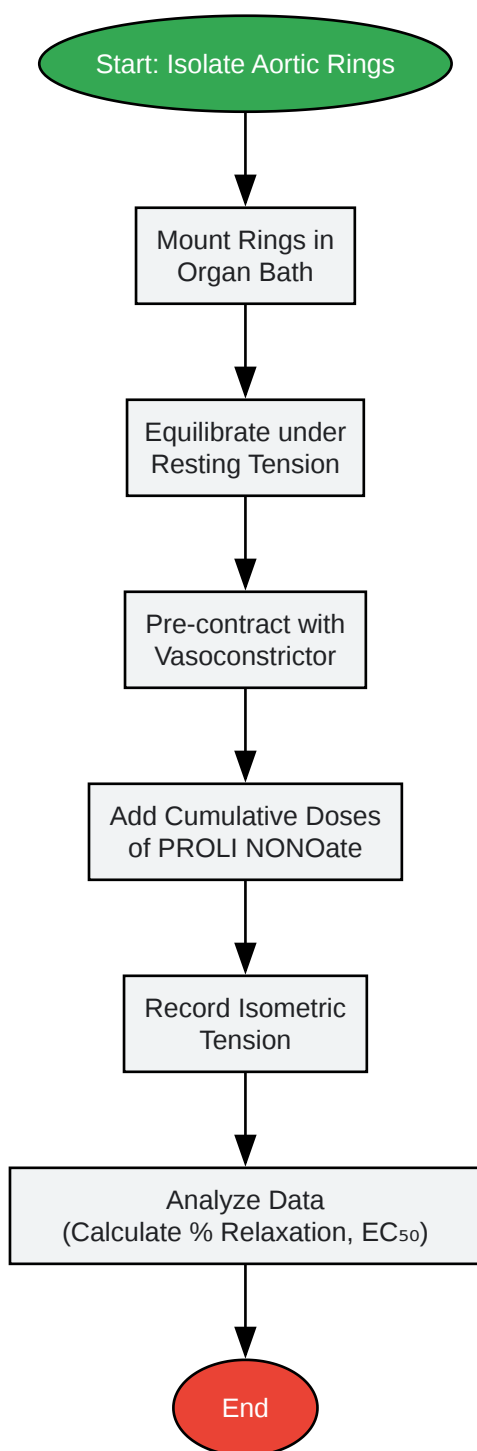 Start: Isolate Aortic Rings
Mount Rings in
Organ Bath
Equilibrate under
Resting Tension
Pre-contract with
Vasoconstrictor
Add Cumulative Doses
of PROLI NONOate
Record Isometric
Tension
Analyze Data
(Calculate % Relaxation, EC₅₀)
End